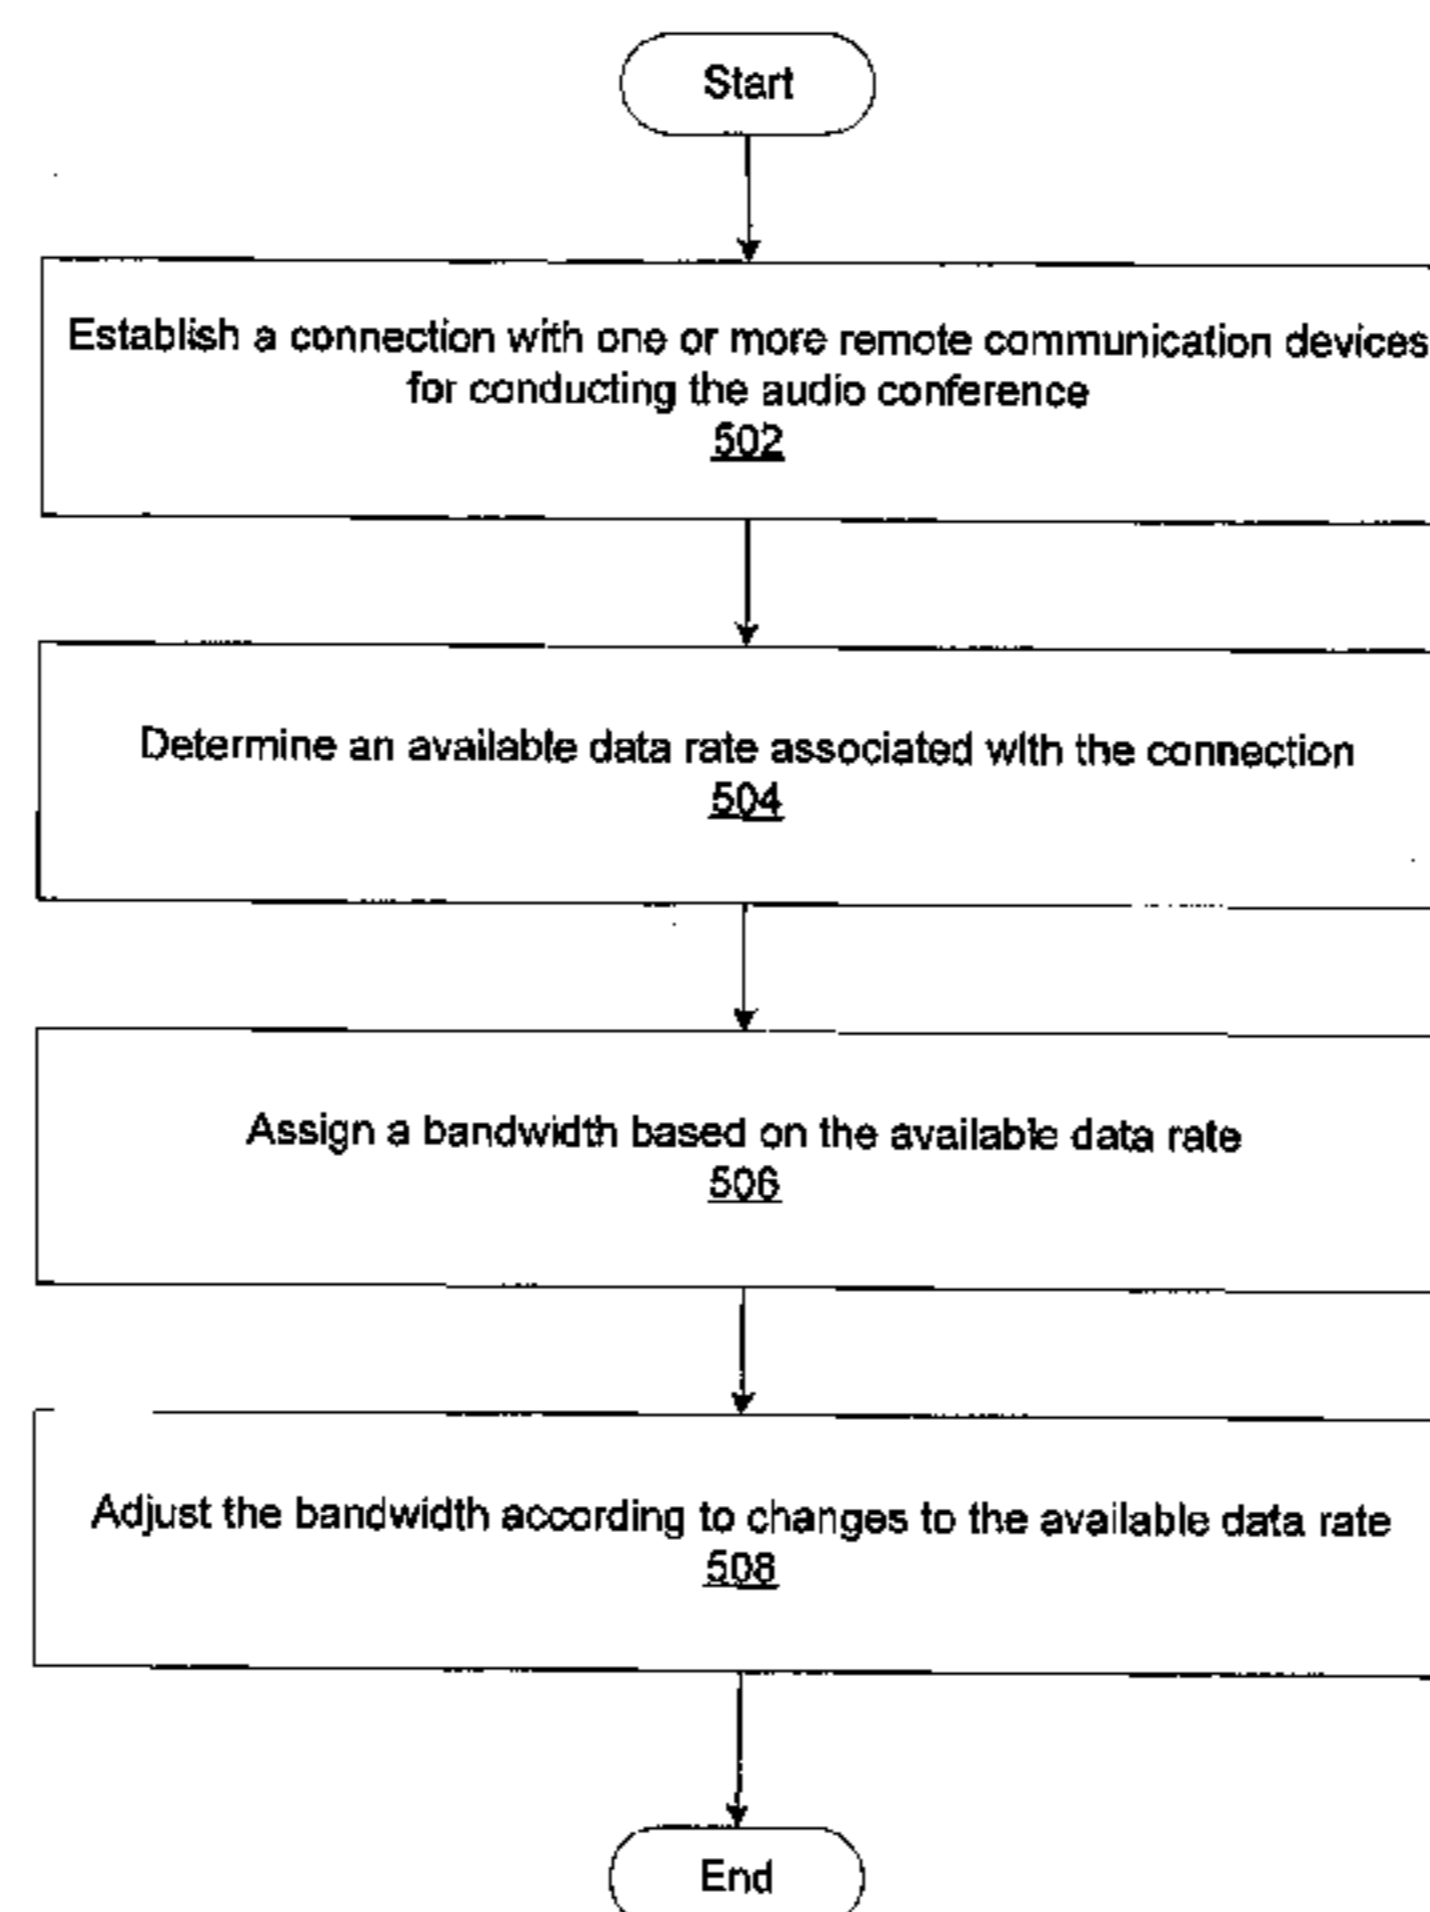 Start
Establish a connection with one or more remote communication devices
for conducting the audio conference
502
Determine an available data rate associated with the connection
504
Assign a bandwidth based on the available data rate
506
Adjust the bandwidth according to changes to the available data rate
508
End